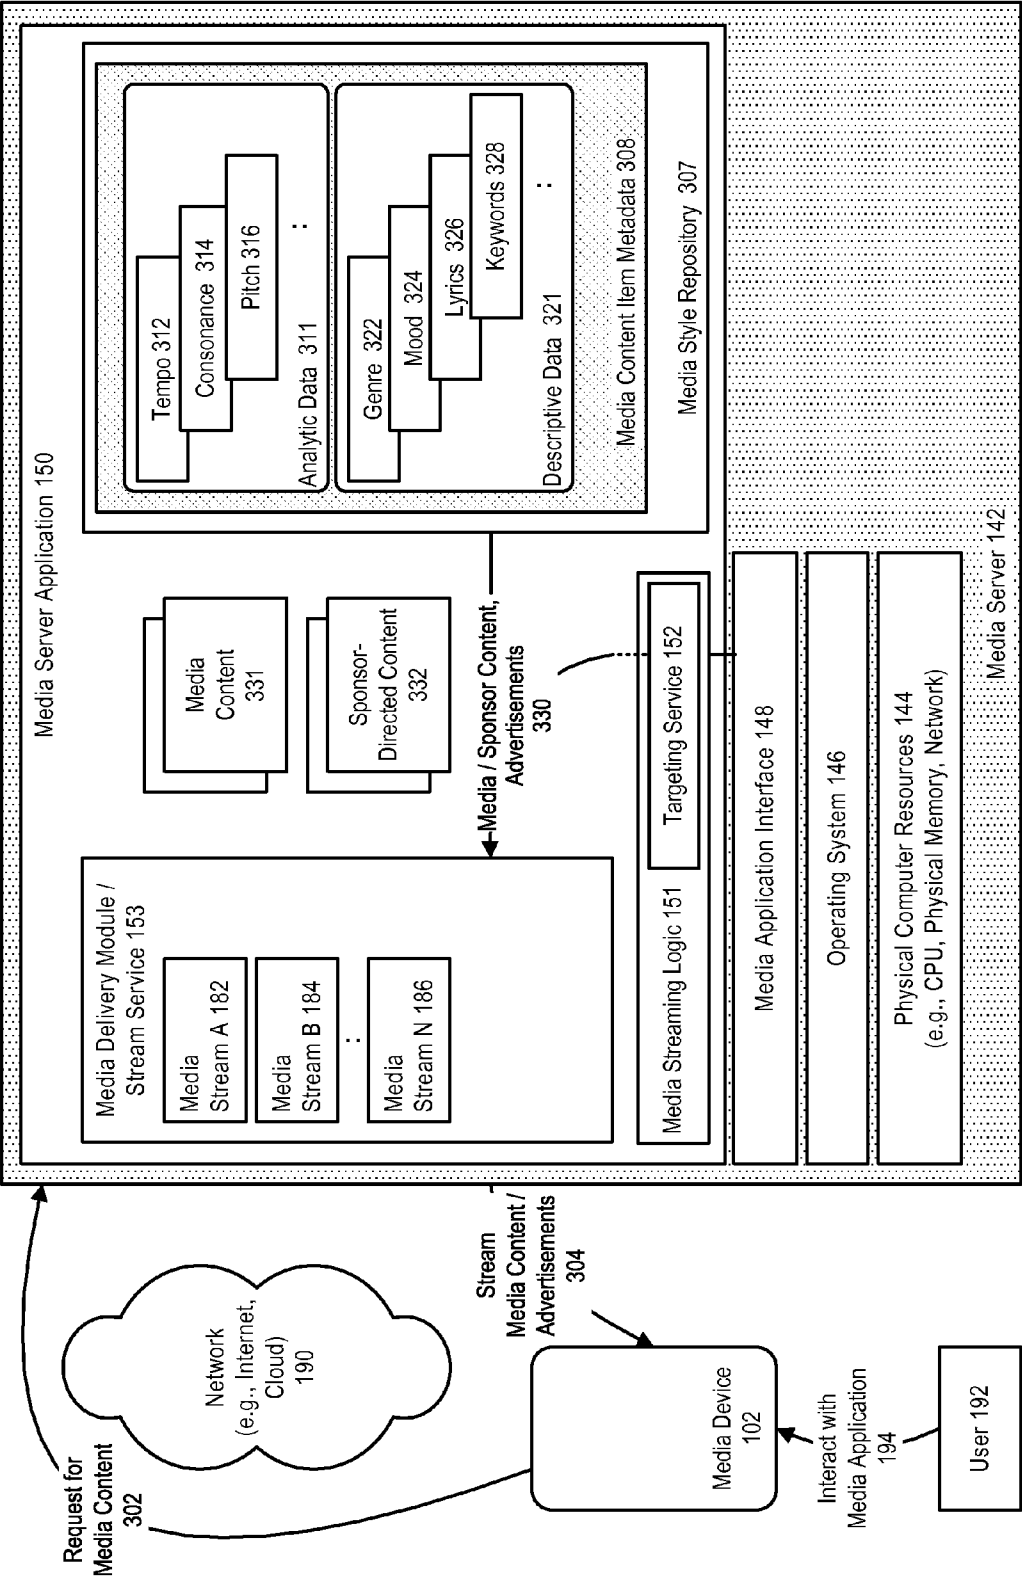 Media Server Application 150
Media Delivery Module /
Stream Service 153
Media
Stream A 182
Media
Stream B 184
:
Media
Stream N 186
Media
Content
331
Sponsor-
Directed Content
332
Media / Sponsor Content,
Advertisements
330
Tempo 312
Consonance 314
Pitch 316
:
Analytic Data 311
Genre 322
Mood 324
Lyrics 326
Keywords 328
:
Descriptive Data 321
Media Content Item Metadata 308
Media Style Repository 307
Media Streaming Logic 151
Targeting Service 152
Media Application Interface 148
Operating System 146
Physical Computer Resources 144
(e.g., CPU, Physical Memory, Network)
Media Server 142
Request for
Media Content
302
Network
(e.g., Internet,
Cloud)
190
Stream
Media Content /
Advertisements
304
Media Device
102
Interact with
Media Application
194
User 192